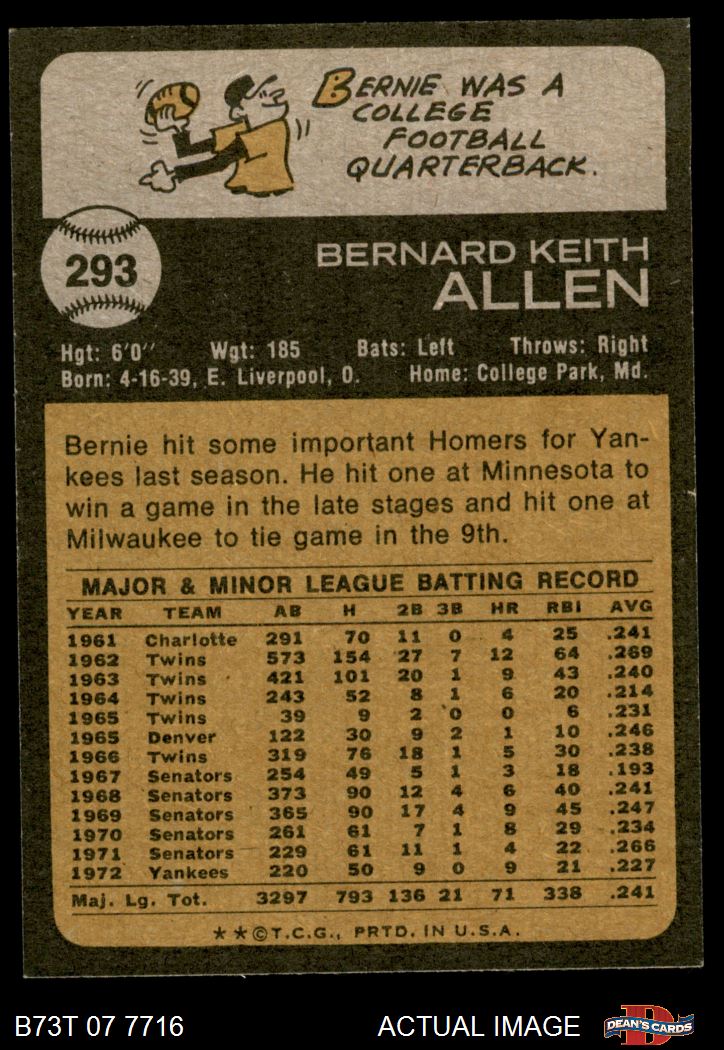 BERNIE WAS A
COLLEGE
FOOTBALL
QUARTERBACK.
293
BERNARD KEITH
ALLEN
Hgt: 6'0" Wgt: 185 Bats: Left Throws: Right
Born: 4-16-39, E. Liverpool, O. Home: College Park, Md.
Bernie hit some important Homers for Yan-
kees last season. He hit one at Minnesota to
win a game in the late stages and hit one at
Milwaukee to tie game in the 9th.
MAJOR & MINOR LEAGUE BATTING RECORD
YEAR TEAM AB H 2B 3B HR RBI AVG
1961 Charlotte 291 70 11 0 4 25 .241
1962 Twins 573 154 27 7 12 64 .269
1963 Twins 421 101 20 1 9 43 .240
1964 Twins 243 52 8 1 6 20 .214
1965 Twins 39 9 2 0 0 6 .231
1965 Denver 122 30 9 2 1 10 .246
1966 Twins 319 76 18 1 5 30 .238
1967 Senators 254 49 5 1 3 18 .193
1968 Senators 373 90 12 4 6 40 .241
1969 Senators 365 90 17 4 9 45 .247
1970 Senators 261 61 7 1 8 29 .234
1971 Senators 229 61 11 1 4 22 .266
1972 Yankees 220 50 9 0 9 21 .227
Maj. Lg. Tot. 3297 793 136 21 71 338 .241
★★©T.C.G., PRTD. IN U.S.A.
B73T 07 7716 ACTUAL IMAGE
D
DEAN'S CARDS